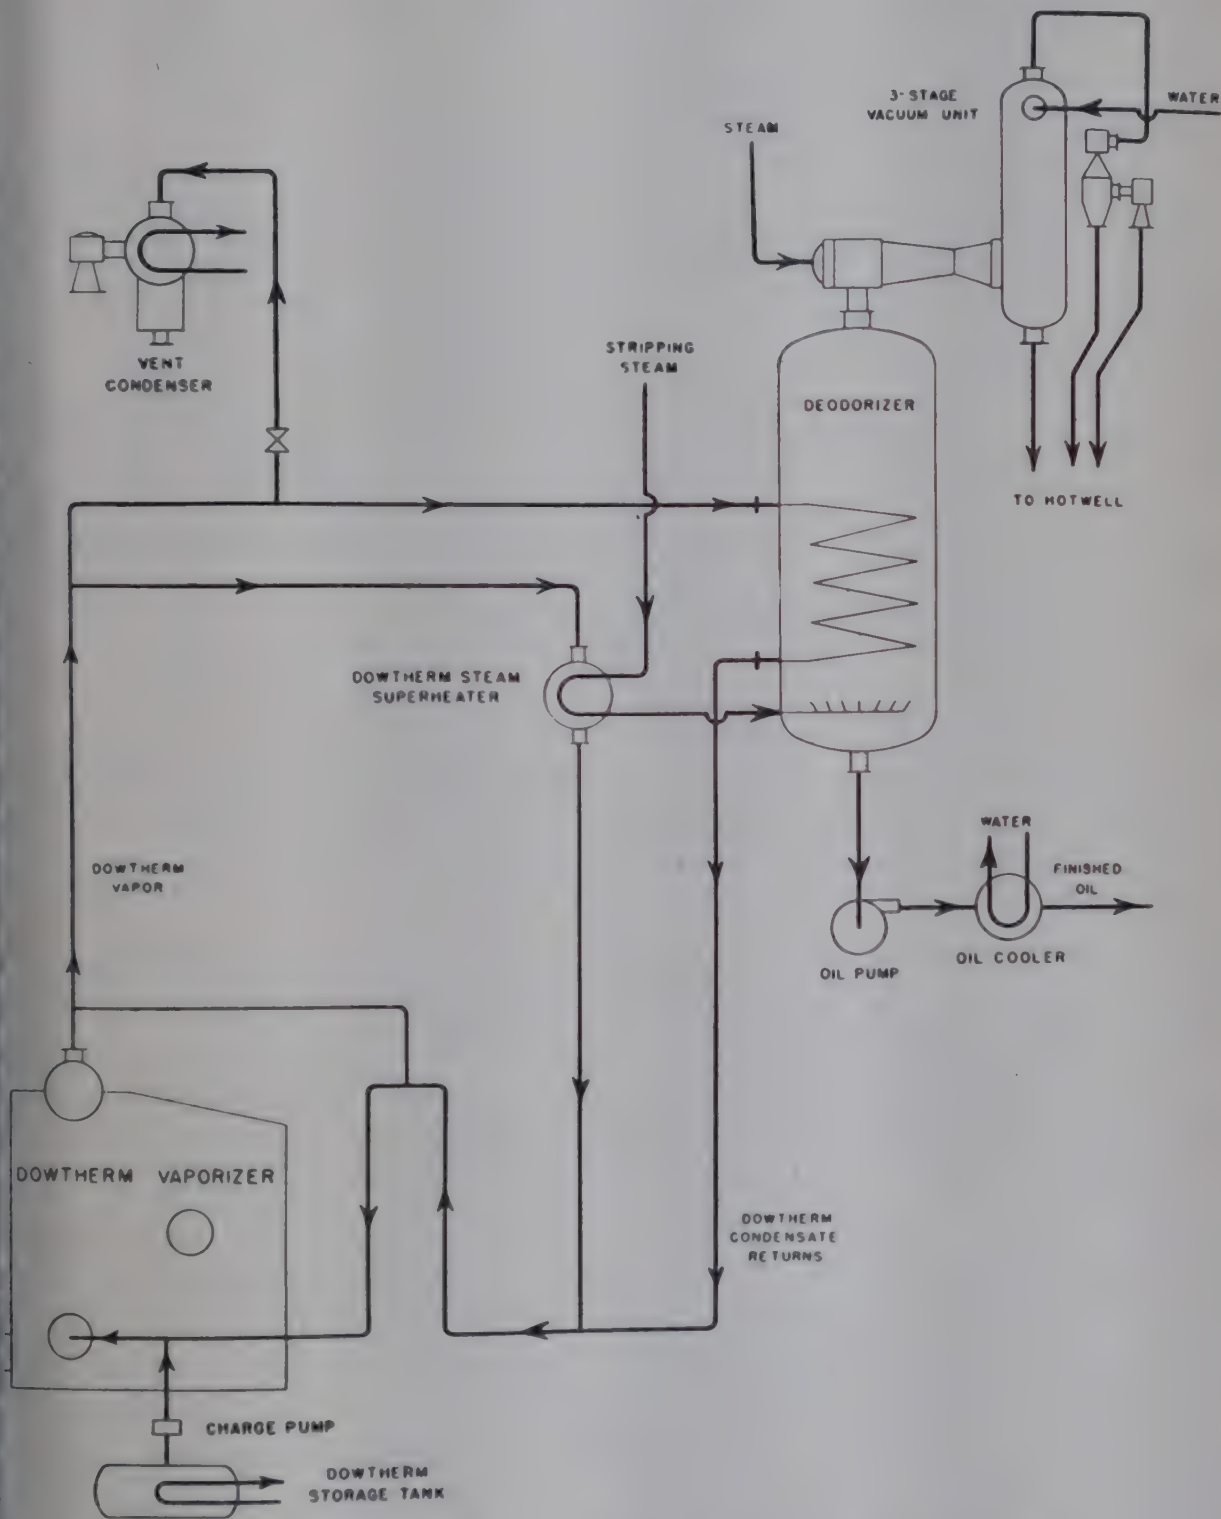 3-STAGE
VACUUM UNIT
WATER
STEAM
VENT
CONDENSER
STRIPPING
STEAM
DEODORIZER
TO HOTWELL
DOWTHERM STEAM
SUPERHEATER
DOWTHERM
VAPOR
WATER
FINISHED
OIL
OIL PUMP
OIL COOLER
DOWTHERM VAPORIZER
DOWTHERM
CONDENSATE
RETURNS
CHARGE PUMP
DOWTHERM
STORAGE TANK